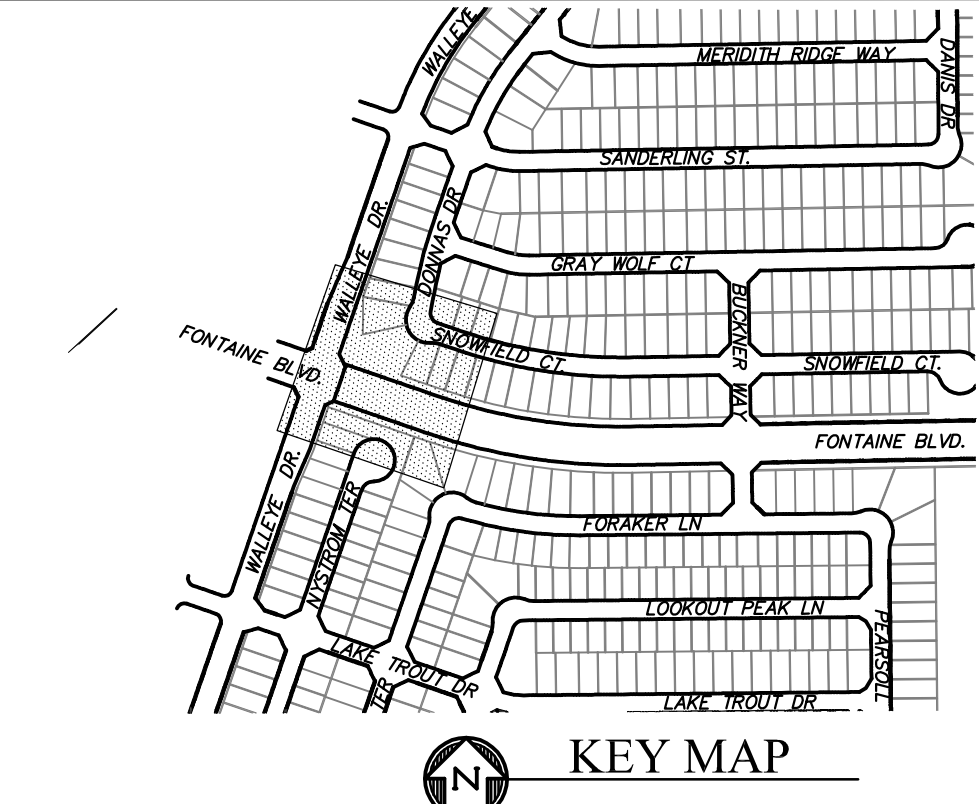 WALLEYE
MERIDITH RIDGE WAY
DANIS DR
SANDERLING ST.
WALLEYE DR.
DONNAS DR
GRAY WOLF CT
BUCKNER WAY
FONTAINE BLVD.
SNOWFIELD CT.
SNOWFIELD CT.
FONTAINE BLVD.
WALLEYE DR.
NYSTROM TER
FORAKER LN
LOOKOUT PEAK LN
PEARSOLL
LAKE TROUT DR
TER
LAKE TROUT DR
N
KEY MAP